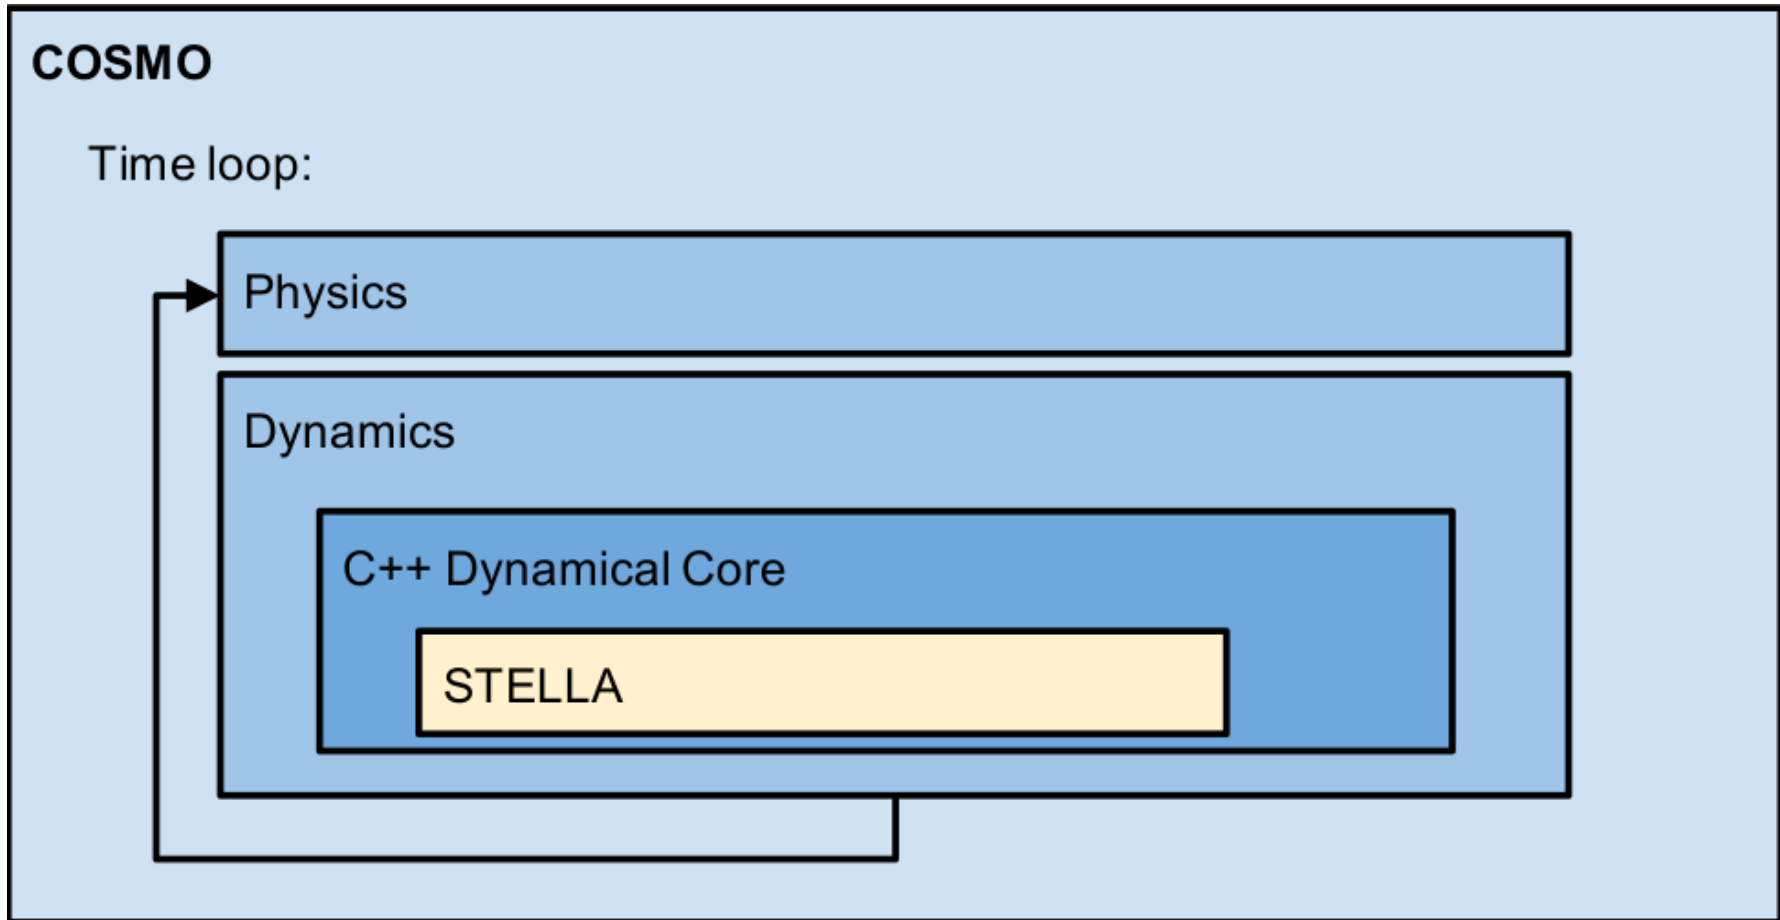 COSMO
Time loop:
Physics
Dynamics
C++ Dynamical Core
STELLA